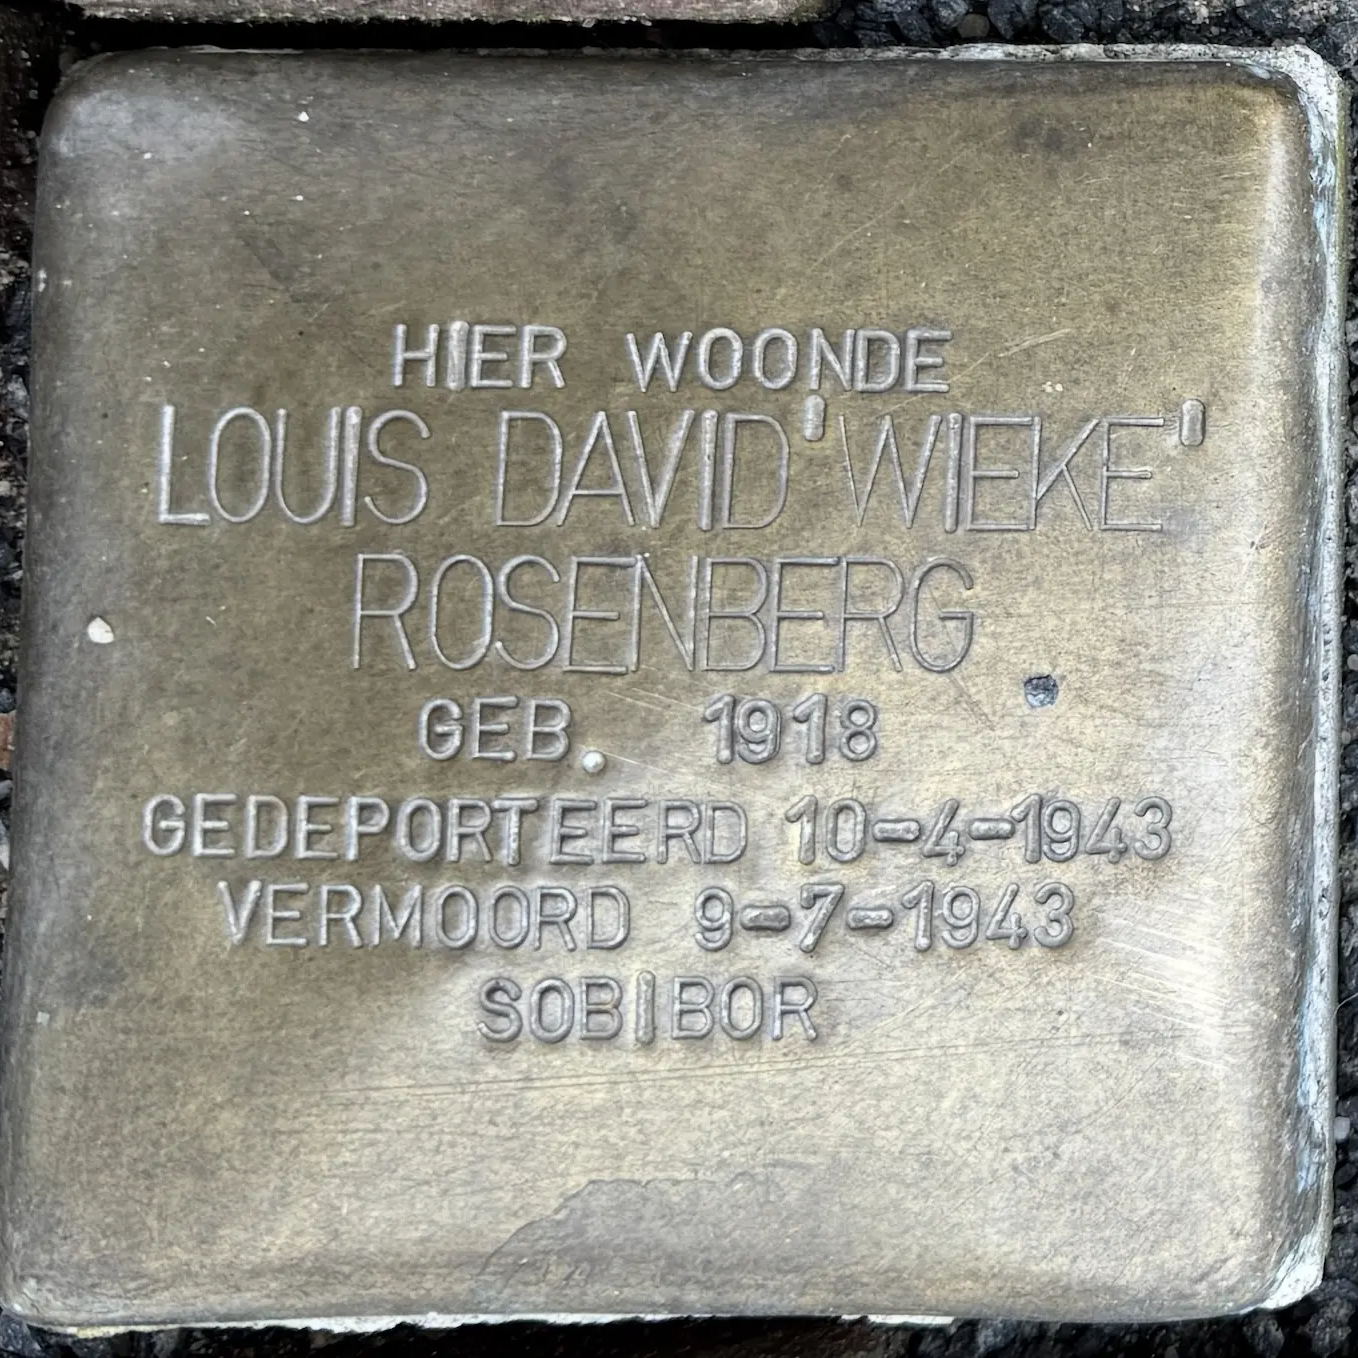 HIER WOONDE
LOUIS DAVID 'WIEKE'
ROSENBERG
GEB. 1918
GEDEPORTEERD 10-4-1943
VERMOORD 9-7-1943
SOBIBOR